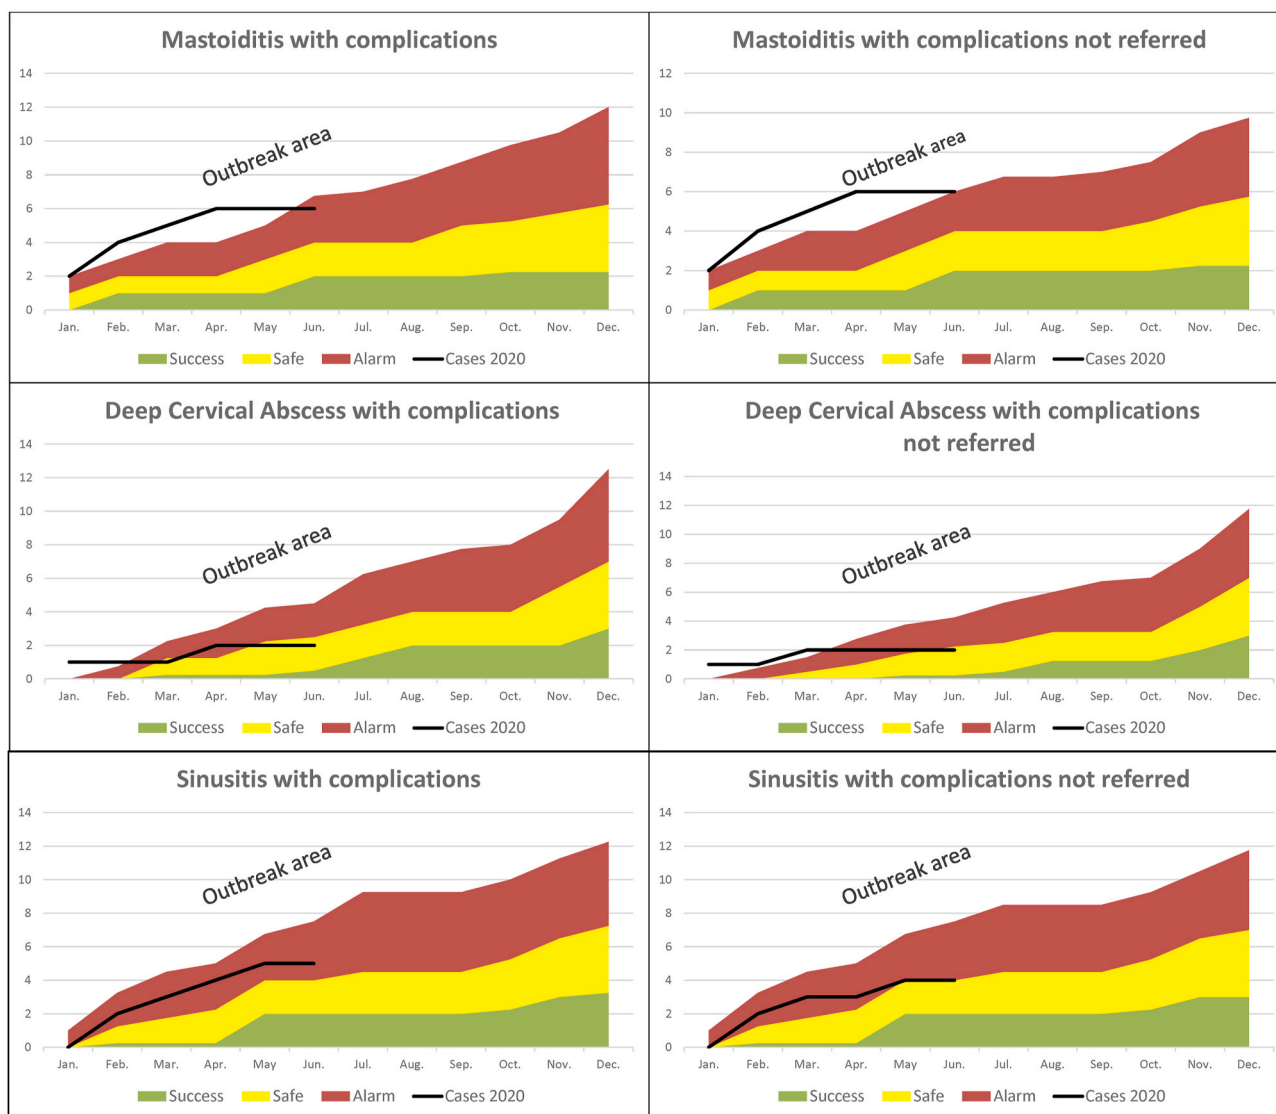 Mastoiditis with complications
14
12
10
8
6
4
2
0
Outbreak area
Jan. Feb. Mar. Apr. May Jun. Jul. Aug. Sep. Oct. Nov. Dec.
Success Safe Alarm Cases 2020
Mastoiditis with complications not referred
12
10
8
6
4
2
0
Outbreak area
Jan. Feb. Mar. Apr. May Jun. Jul. Aug. Sep. Oct. Nov. Dec.
Success Safe Alarm Cases 2020
Deep Cervical Abscess with complications
14
12
10
8
6
4
2
0
Outbreak area
Jan. Feb. Mar. Apr. May Jun. Jul. Aug. Sep. Oct. Nov. Dec.
Success Safe Alarm Cases 2020
Deep Cervical Abscess with complications
not referred
14
12
10
8
6
4
2
0
Outbreak area
Jan. Feb. Mar. Apr. May Jun. Jul. Aug. Sep. Oct. Nov. Dec.
Success Safe Alarm Cases 2020
Sinusitis with complications
14
12
10
8
6
4
2
0
Outbreak area
Jan. Feb. Mar. Apr. May Jun. Jul. Aug. Sep. Oct. Nov. Dec.
Success Safe Alarm Cases 2020
Sinusitis with complications not referred
14
12
10
8
6
4
2
0
Outbreak area
Jan. Feb. Mar. Apr. May Jun. Jul. Aug. Sep. Oct. Nov. Dec.
Success Safe Alarm Cases 2020